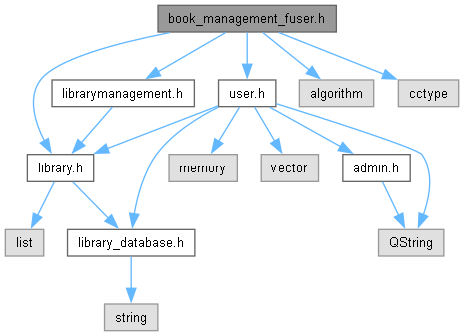 book_management_fuser.h
librarymanagement.h
user.h
algorithm
cctype
library.h
memory
vector
admin.h
list
library_database.h
QString
string